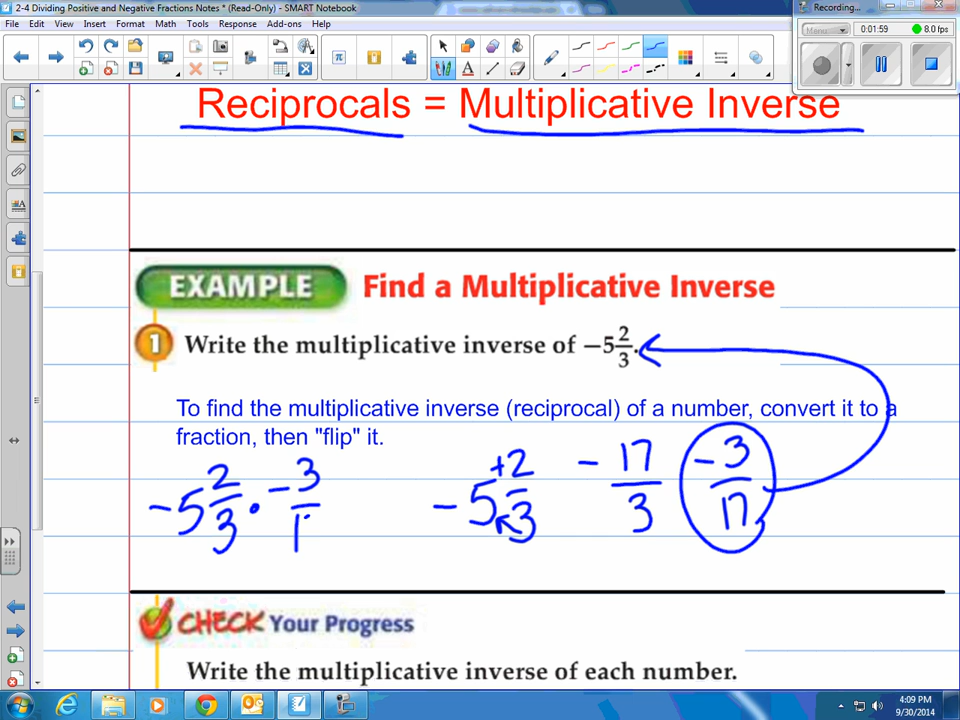 2-4 Dividing Positive and Negative Fractions Notes * (Read-Only) - SMART Notebook
Recording...
File Edit View Insert Format Math Tools Response Add-ons Help
Menu
0:01:59
8.0 fps
Reciprocals = Multiplicative Inverse
EXAMPLE Find a Multiplicative Inverse
1 Write the multiplicative inverse of −5 2/3.
To find the multiplicative inverse (reciprocal) of a number, convert it to a
fraction, then "flip" it.
-5 2/3 · -3/1 -5 +2/3 -17/3 -3/17
CHECK Your Progress
Write the multiplicative inverse of each number.
4:09 PM
9/30/2014